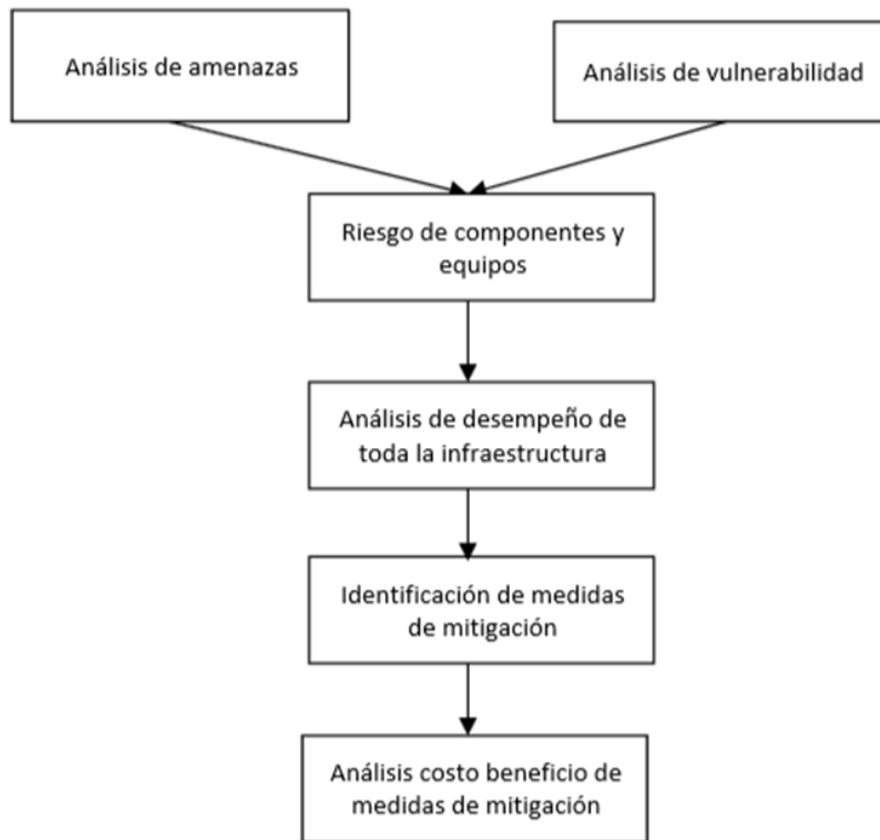 Análisis de amenazas
Análisis de vulnerabilidad
Riesgo de componentes y
equipos
Análisis de desempeño de
toda la infraestructura
Identificación de medidas
de mitigación
Análisis costo beneficio de
medidas de mitigación